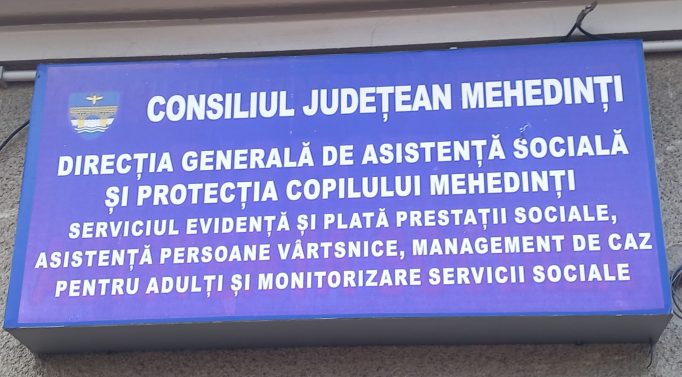 CONSILIUL JUDEȚEAN MEHEDINȚI
DIRECȚIA GENERALĂ DE ASISTENȚĂ SOCIALĂ
ȘI PROTECȚIA COPILULUI MEHEDINȚI
SERVICIUL EVIDENȚĂ ȘI PLATĂ PRESTAȚII SOCIALE,
ASISTENȚĂ PERSOANE VÂRTSNICE, MANAGEMENT DE CAZ
PENTRU ADULȚI ȘI MONITORIZARE SERVICII SOCIALE